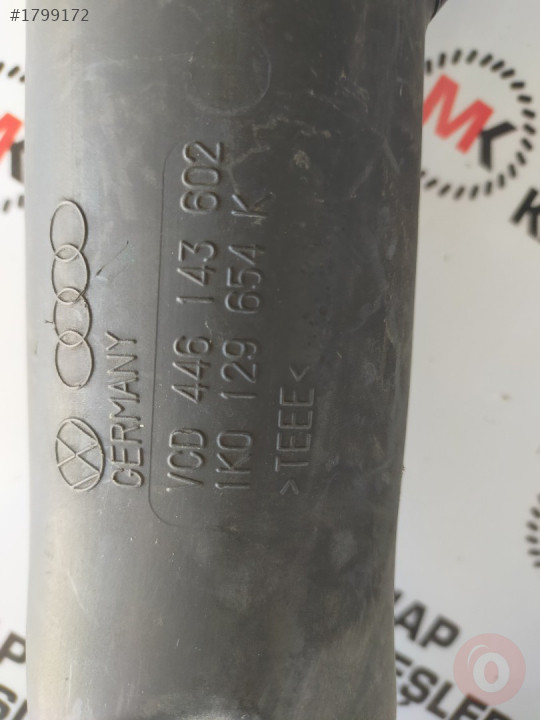 #1799172
GERMANY
VCD 446 143 602
1K0 129 654 K
>TEEE<
MK